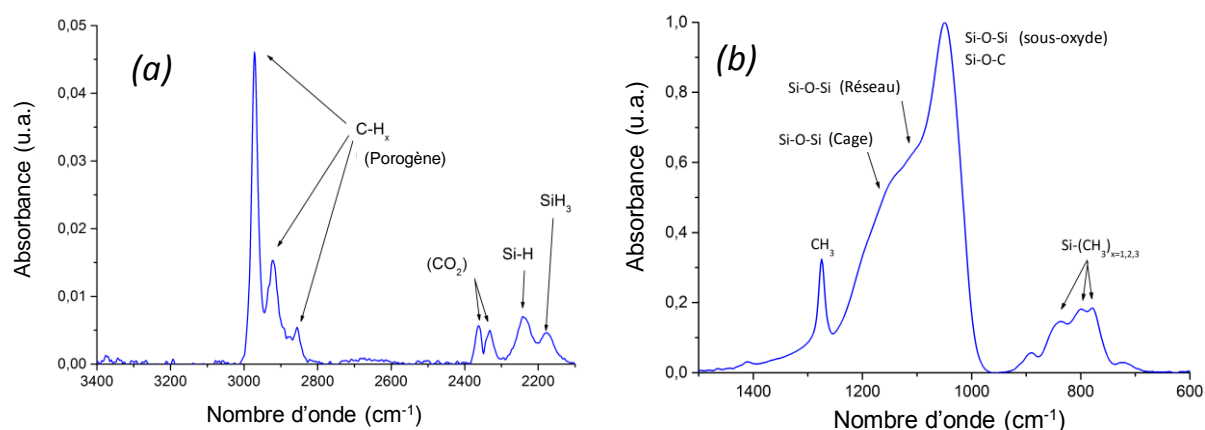 (a)
Absorbance (u.a.)
0,05
0,04
0,03
0,02
0,01
0,00
C-Hₓ
(Porogène)
(CO₂)
Si-H
SiH₃
3400 3200 3000 2800 2600 2400 2200
Nombre d'onde (cm⁻¹)
(b)
Absorbance (u.a.)
1,0
0,8
0,6
0,4
0,2
0,0
Si-O-Si (sous-oxyde)
Si-O-C
Si-O-Si (Réseau)
Si-O-Si (Cage)
CH₃
Si-(CH₃)ₓ₌₁,₂,₃
1400 1200 1000 800 600
Nombre d'onde (cm⁻¹)